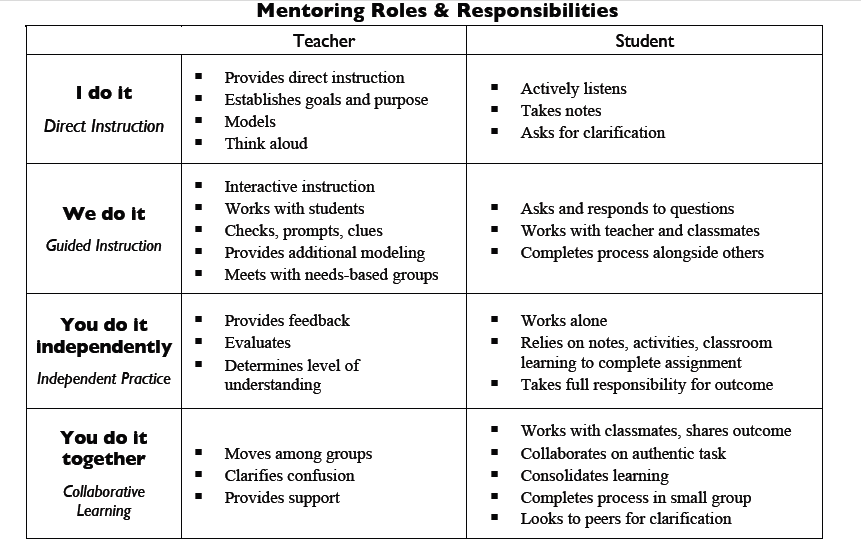 Mentoring Roles & Responsibilities
Teacher
Student
I do it
Direct Instruction
▪ Provides direct instruction
▪ Establishes goals and purpose
▪ Models
▪ Think aloud
▪ Actively listens
▪ Takes notes
▪ Asks for clarification
We do it
Guided Instruction
▪ Interactive instruction
▪ Works with students
▪ Checks, prompts, clues
▪ Provides additional modeling
▪ Meets with needs-based groups
▪ Asks and responds to questions
▪ Works with teacher and classmates
▪ Completes process alongside others
You do it
independently
Independent Practice
▪ Provides feedback
▪ Evaluates
▪ Determines level of
understanding
▪ Works alone
▪ Relies on notes, activities, classroom
learning to complete assignment
▪ Takes full responsibility for outcome
You do it
together
Collaborative
Learning
▪ Moves among groups
▪ Clarifies confusion
▪ Provides support
▪ Works with classmates, shares outcome
▪ Collaborates on authentic task
▪ Consolidates learning
▪ Completes process in small group
▪ Looks to peers for clarification